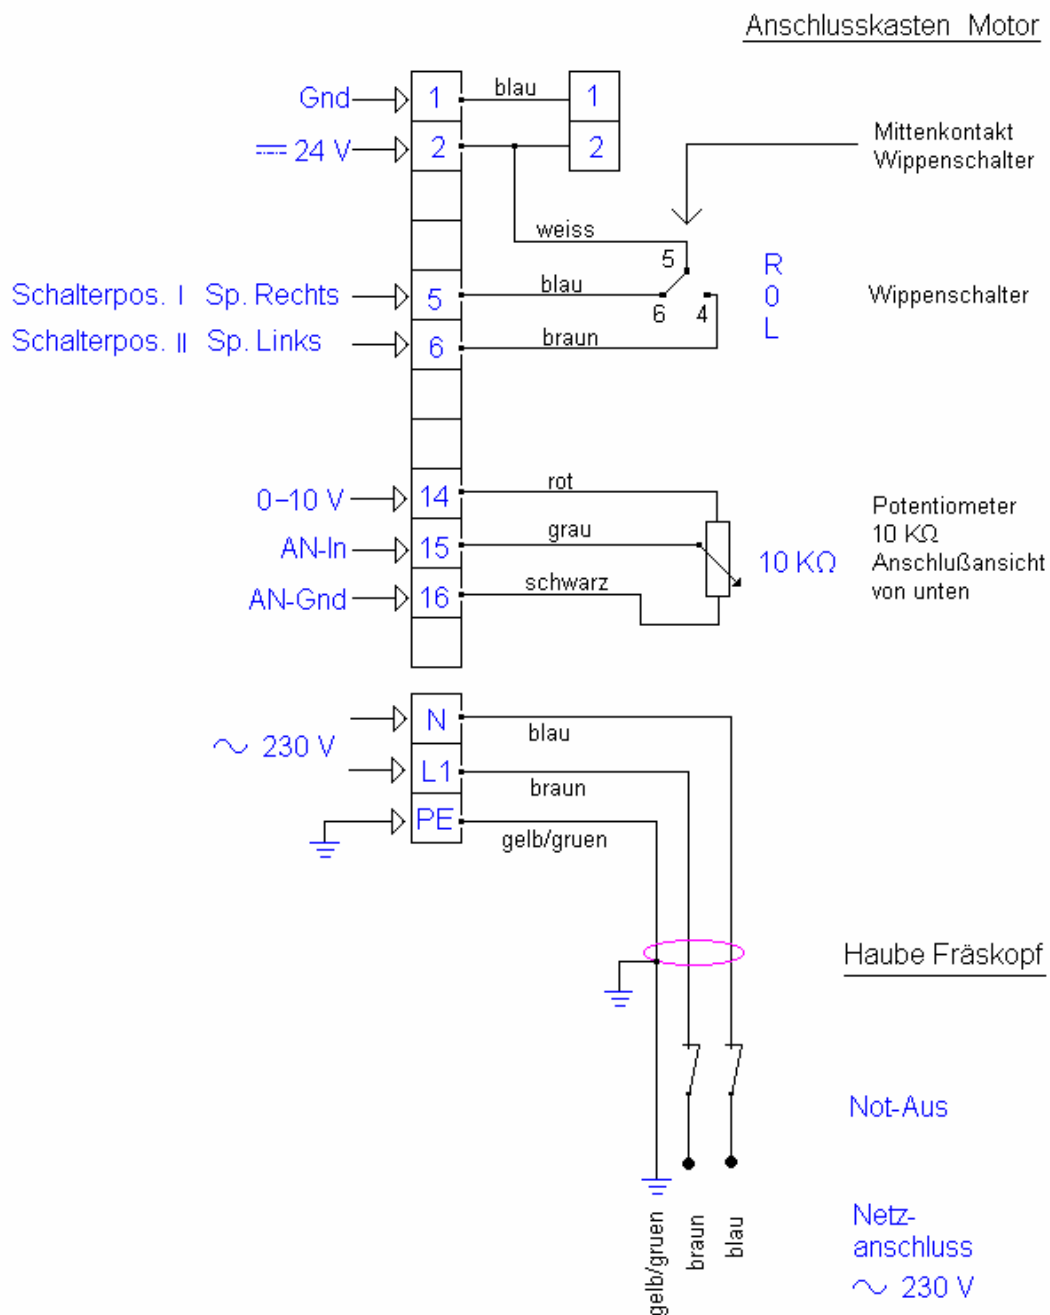 Anschlusskasten Motor
Gnd
1
blau
1
24 V
2
2
Mittenkontakt
Wippenschalter
weiss
5
R
0
L
Schalterpos. I Sp. Rechts
5
blau
6
4
Wippenschalter
Schalterpos. II Sp. Links
6
braun
0-10 V
14
rot
Potentiometer
10 KΩ
Anschlußansicht
von unten
AN-In
15
grau
10 KΩ
AN-Gnd
16
schwarz
N
blau
~ 230 V
L1
braun
PE
gelb/gruen
Haube Fräskopf
Not-Aus
gelb/gruen
braun
blau
Netz-
anschluss
~ 230 V